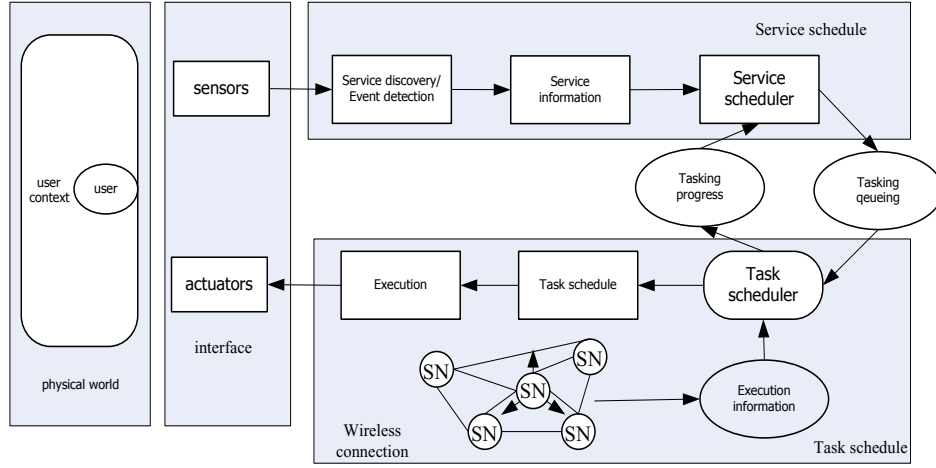 Service schedule
sensors
Service discovery/
Event detection
Service
information
Service
scheduler
user
context
user
Tasking
progress
Tasking
qeueing
actuators
Execution
Task schedule
Task
scheduler
interface
physical world
SN
SN
SN
SN
SN
Execution
information
Wireless
connection
Task schedule